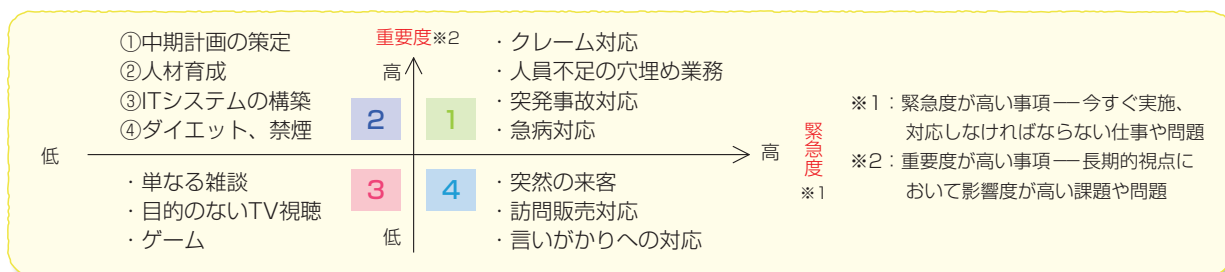 ①中期計画の策定
②人材育成
③ITシステムの構築
④ダイエット、禁煙
重要度※2
高
・クレーム対応
・人員不足の穴埋め業務
・突発事故対応
・急病対応
2
1
低
高
緊急度
※1
・単なる雑談
・目的のないTV視聴
・ゲーム
3
4
低
・突然の来客
・訪問販売対応
・言いがかりへの対応
※1：緊急度が高い事項──今すぐ実施、
対応しなければならない仕事や問題
※2：重要度が高い事項──長期的視点に
おいて影響度が高い課題や問題